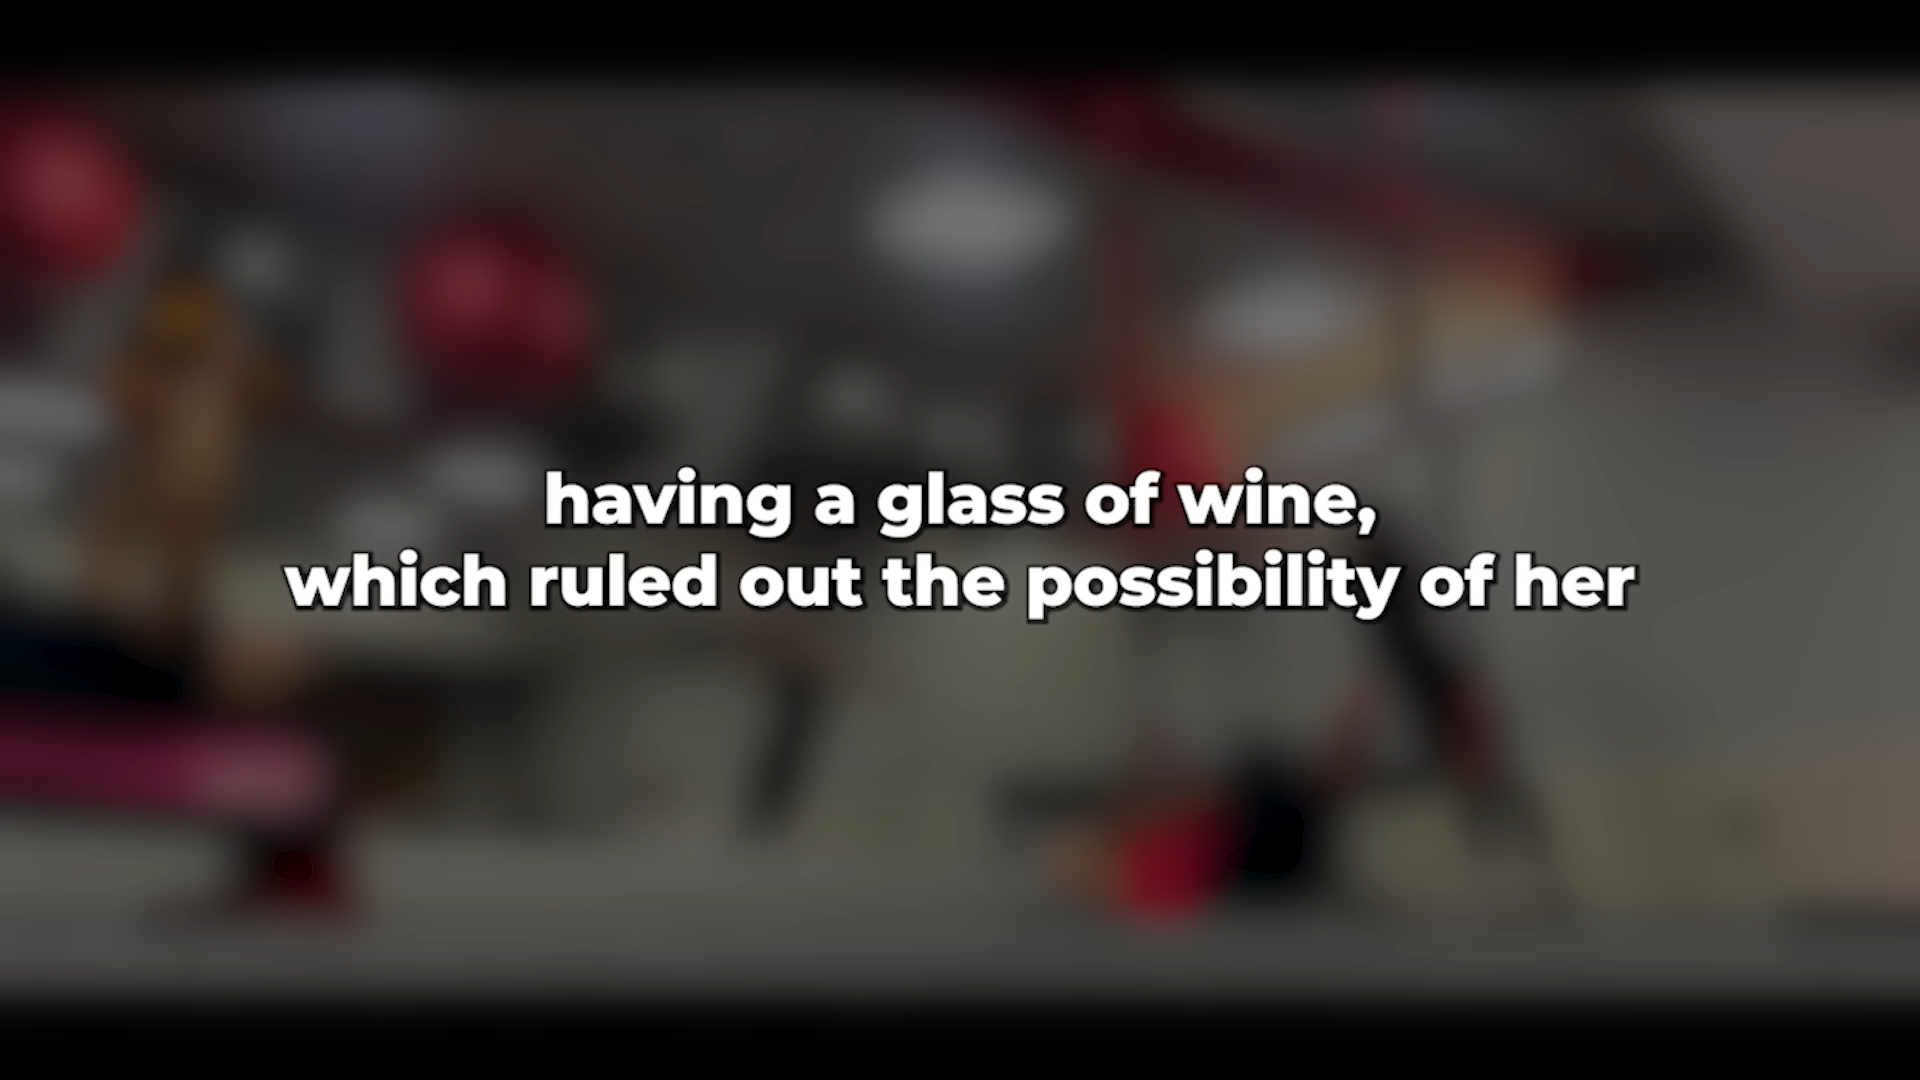 having a glass of wine,
which ruled out the possibility of her